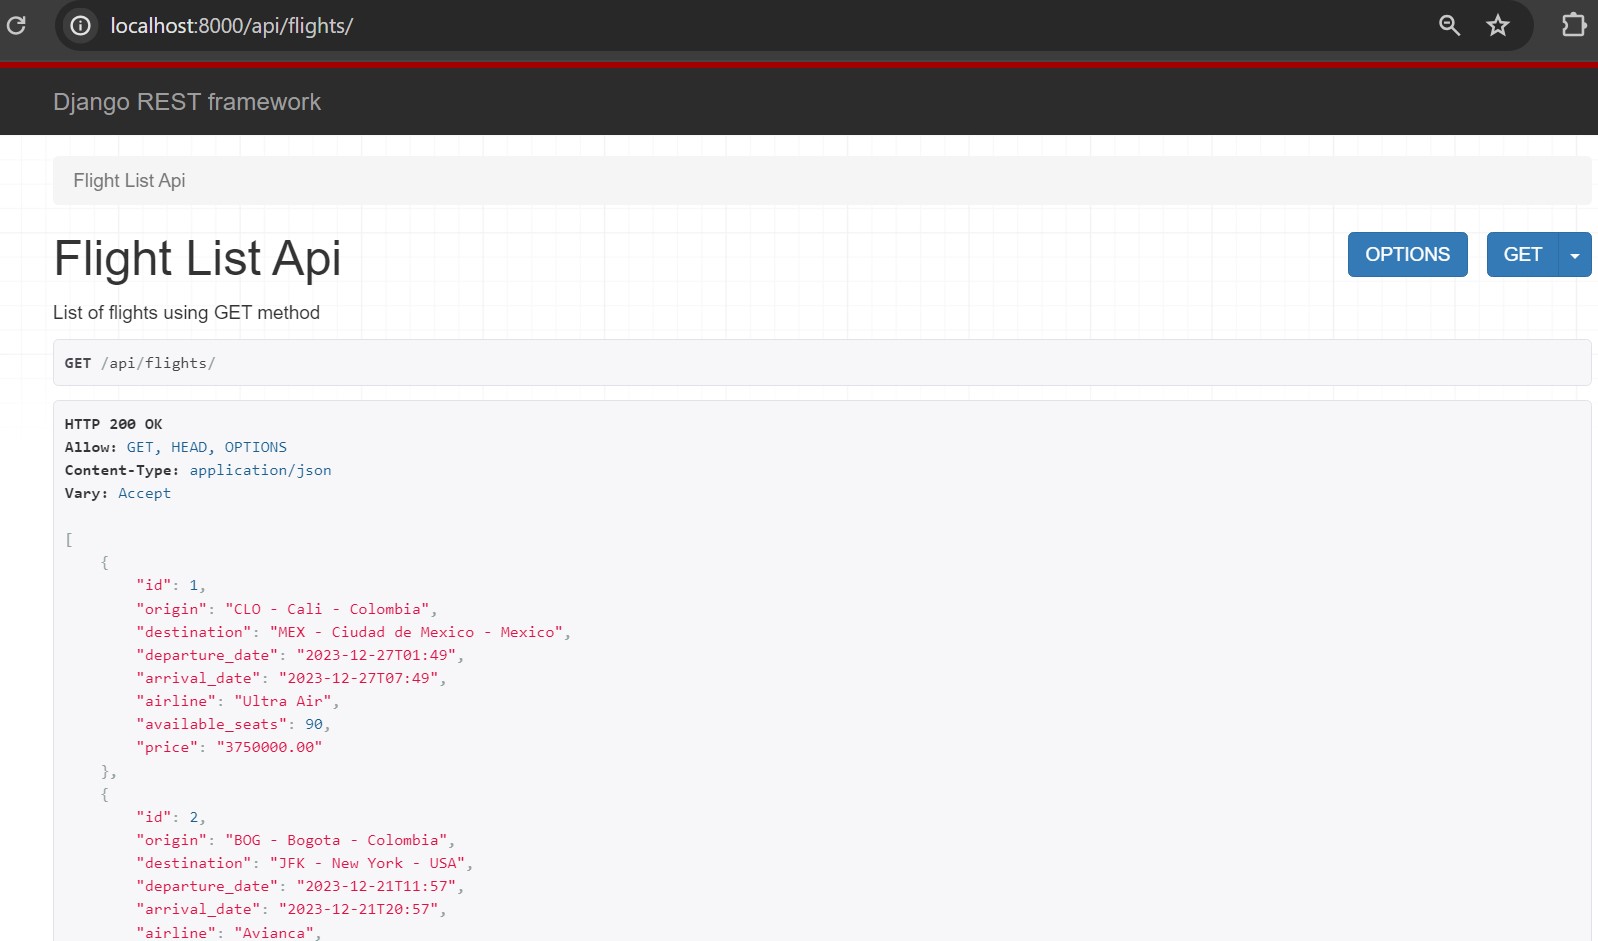 localhost:8000/api/flights/
Django REST framework
Flight List Api
Flight List Api
OPTIONS
GET
List of flights using GET method
GET /api/flights/
HTTP 200 OK
Allow: GET, HEAD, OPTIONS
Content-Type: application/json
Vary: Accept
[
    {
        "id": 1,
        "origin": "CLO - Cali - Colombia",
        "destination": "MEX - Ciudad de Mexico - Mexico",
        "departure_date": "2023-12-27T01:49",
        "arrival_date": "2023-12-27T07:49",
        "airline": "Ultra Air",
        "available_seats": 90,
        "price": "3750000.00"
    },
    {
        "id": 2,
        "origin": "BOG - Bogota - Colombia",
        "destination": "JFK - New York - USA",
        "departure_date": "2023-12-21T11:57",
        "arrival_date": "2023-12-21T20:57",
        "airline": "Avianca",